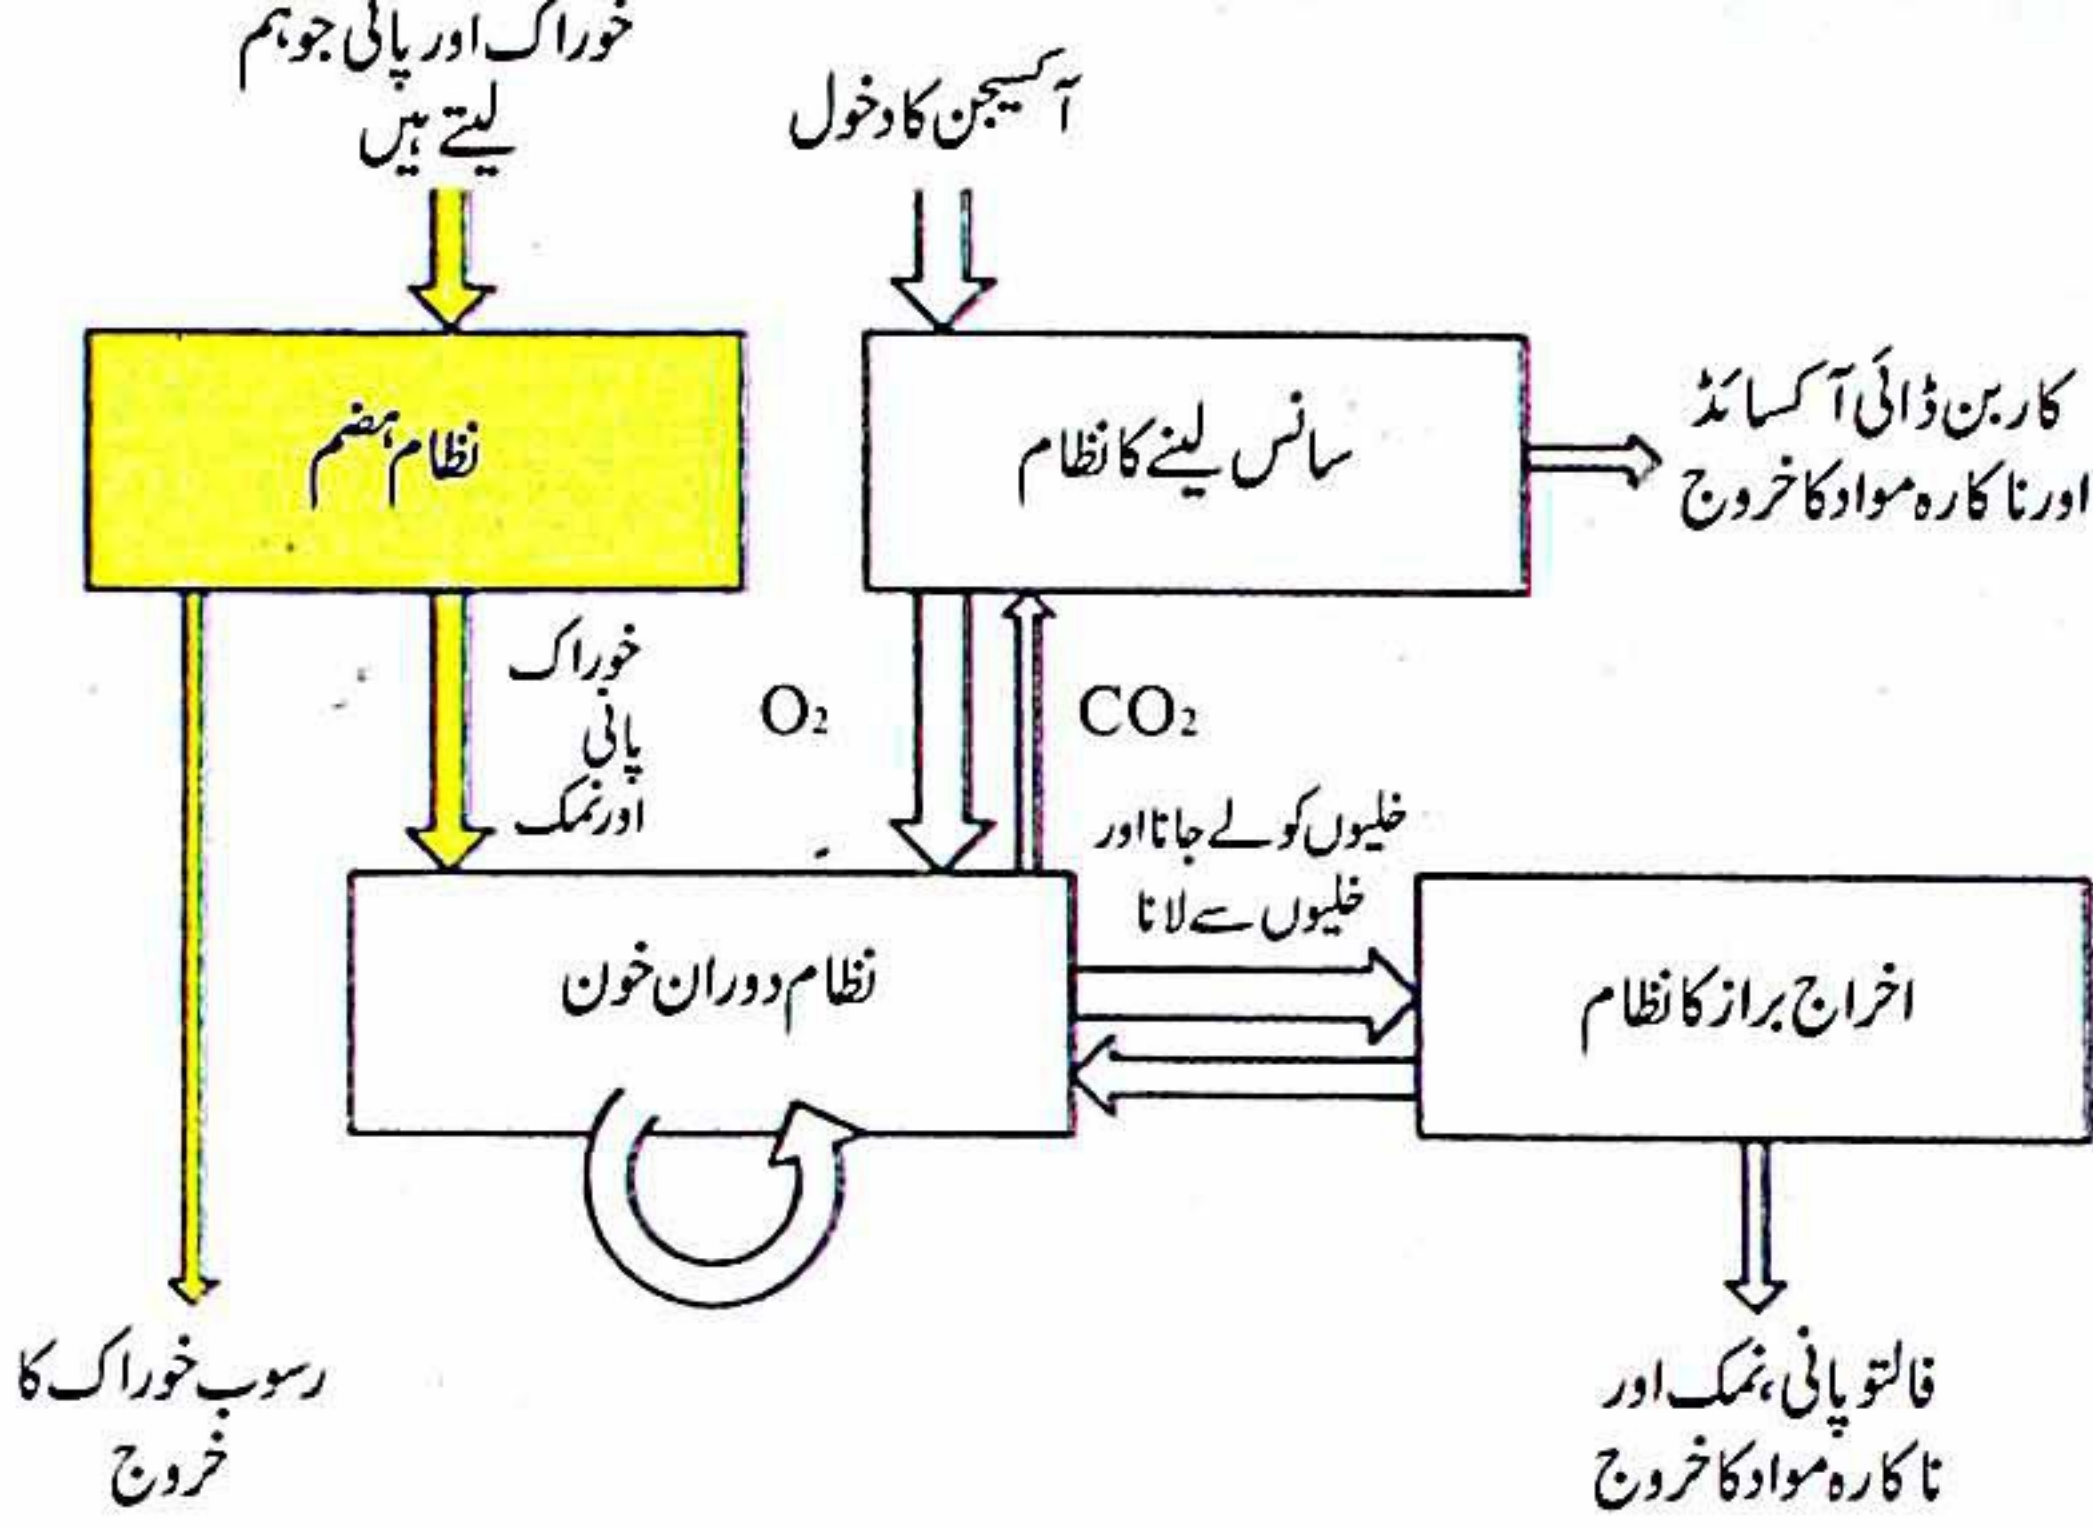 خوراک اور پانی جو ہم
لیتے ہیں
آکسیجن کا دخول
نظام ہضم
سانس لینے کا نظام
کاربن ڈائی آکسائڈ
اور ناکارہ مواد کا خروج
خوراک
پانی
اور نمک
O₂
CO₂
خلیوں کو لے جانا اور
خلیوں سے لانا
نظام دوران خون
اخراج براز کا نظام
رسوب خوراک کا
خروج
فالتو پانی، نمک اور
ناکارہ مواد کا خروج